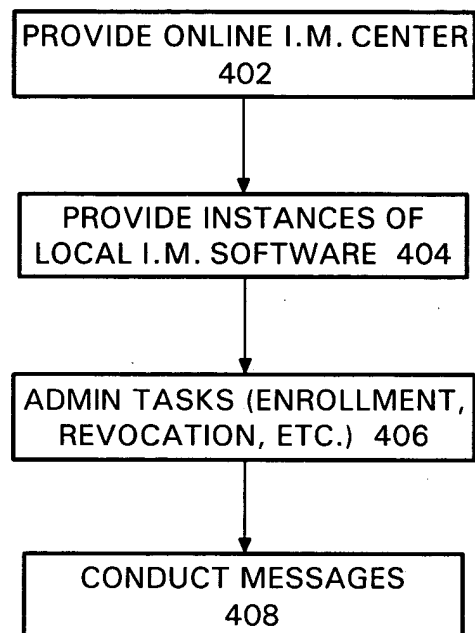 PROVIDE ONLINE I.M. CENTER
402
PROVIDE INSTANCES OF
LOCAL I.M. SOFTWARE 404
ADMIN TASKS (ENROLLMENT,
REVOCATION, ETC.) 406
CONDUCT MESSAGES
408